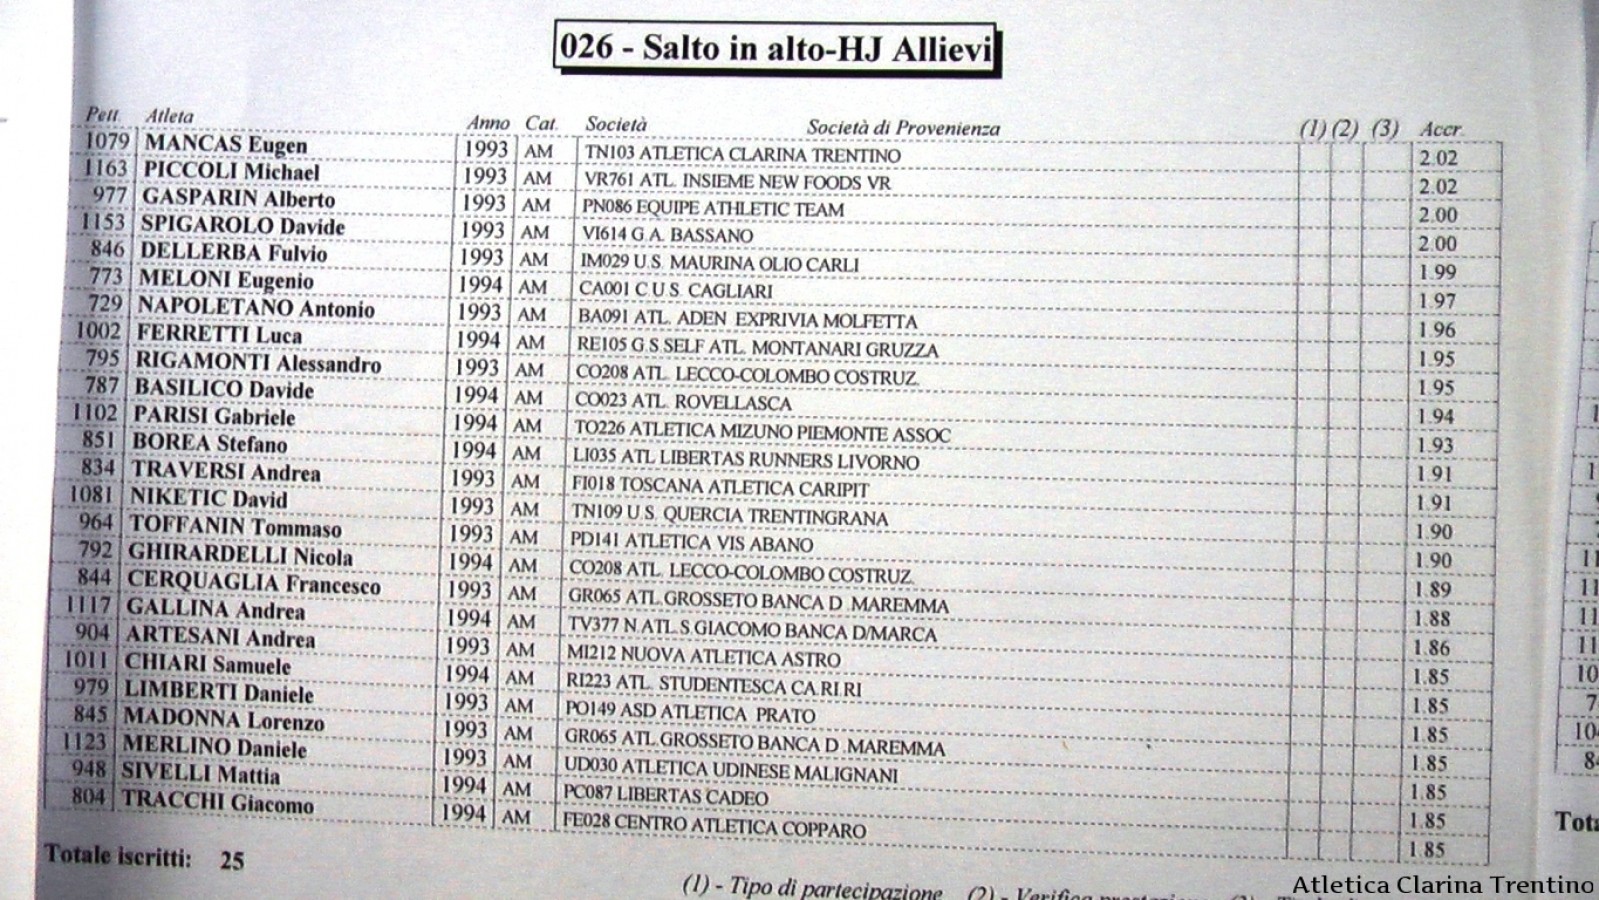 026 - Salto in alto-HJ Allievi
Pett. Atleta Anno Cat. Società Società di Provenienza (1) (2) (3) Accr.
1079 MANCAS Eugen 1993 AM TN103 ATLETICA CLARINA TRENTINO 2.02
1163 PICCOLI Michael 1993 AM VR761 ATL. INSIEME NEW FOODS VR 2.02
977 GASPARIN Alberto 1993 AM PN086 EQUIPE ATHLETIC TEAM 2.00
1153 SPIGAROLO Davide 1993 AM VI614 G.A. BASSANO 2.00
846 DELLERBA Fulvio 1993 AM IM029 U.S. MAURINA OLIO CARLI 1.99
773 MELONI Eugenio 1994 AM CA001 C.U.S. CAGLIARI 1.97
729 NAPOLETANO Antonio 1993 AM BA091 ATL. ADEN EXPRIVIA MOLFETTA 1.96
1002 FERRETTI Luca 1994 AM RE105 G.S.SELF ATL. MONTANARI GRUZZA 1.95
795 RIGAMONTI Alessandro 1993 AM CO208 ATL. LECCO-COLOMBO COSTRUZ. 1.95
787 BASILICO Davide 1994 AM CO023 ATL. ROVELLASCA 1.94
1102 PARISI Gabriele 1994 AM TO226 ATLETICA MIZUNO PIEMONTE ASSOC 1.93
851 BOREA Stefano 1994 AM LI035 ATL LIBERTAS RUNNERS LIVORNO 1.91
834 TRAVERSI Andrea 1993 AM FI018 TOSCANA ATLETICA CARIPIT 1.91
1081 NIKETIC David 1993 AM TN109 U.S. QUERCIA TRENTINGRANA 1.90
964 TOFFANIN Tommaso 1993 AM PD141 ATLETICA VIS ABANO 1.90
792 GHIRARDELLI Nicola 1994 AM CO208 ATL. LECCO-COLOMBO COSTRUZ. 1.89
844 CERQUAGLIA Francesco 1993 AM GR065 ATL.GROSSETO BANCA D .MAREMMA 1.88
1117 GALLINA Andrea 1994 AM TV377 N.ATL.S.GIACOMO BANCA D/MARCA 1.86
904 ARTESANI Andrea 1993 AM MI212 NUOVA ATLETICA ASTRO 1.85
1011 CHIARI Samuele 1994 AM RI223 ATL. STUDENTESCA CA.RI.RI 1.85
979 LIMBERTI Daniele 1993 AM PO149 ASD ATLETICA PRATO 1.85
845 MADONNA Lorenzo 1993 AM GR065 ATL.GROSSETO BANCA D .MAREMMA 1.85
1123 MERLINO Daniele 1993 AM UD030 ATLETICA UDINESE MALIGNANI 1.85
948 SIVELLI Mattia 1994 AM PC087 LIBERTAS CADEO 1.85
804 TRACCHI Giacomo 1994 AM FE028 CENTRO ATLETICA COPPARO 1.85
Totale iscritti: 25
(1) - Tipo di partecipazione (2) - Verifica
Atletica Clarina Trentino